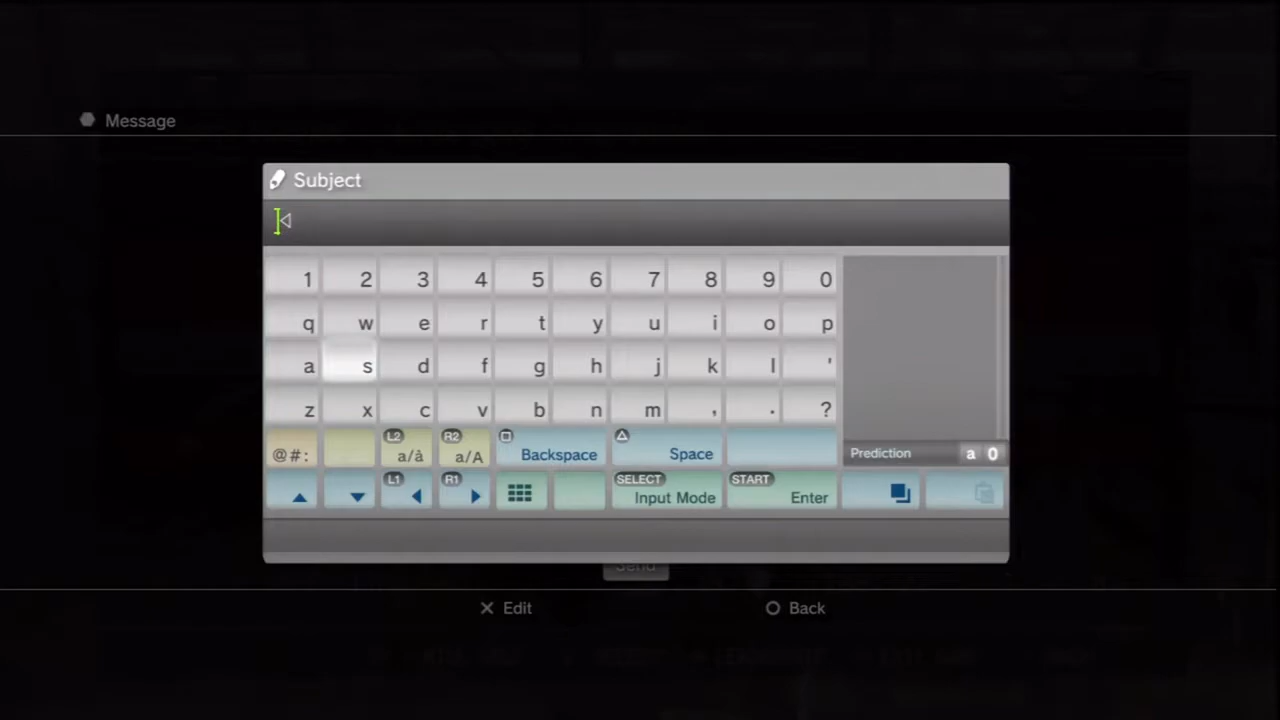 Message
Subject
1 2 3 4 5 6 7 8 9 0
q w e r t y u i o p
a s d f g h j k l '
z x c v b n m , . ?
@#: L2 a/à R2 a/A Backspace Space Prediction a 0
L1 R1 SELECT Input Mode START Enter
Send
Edit Back